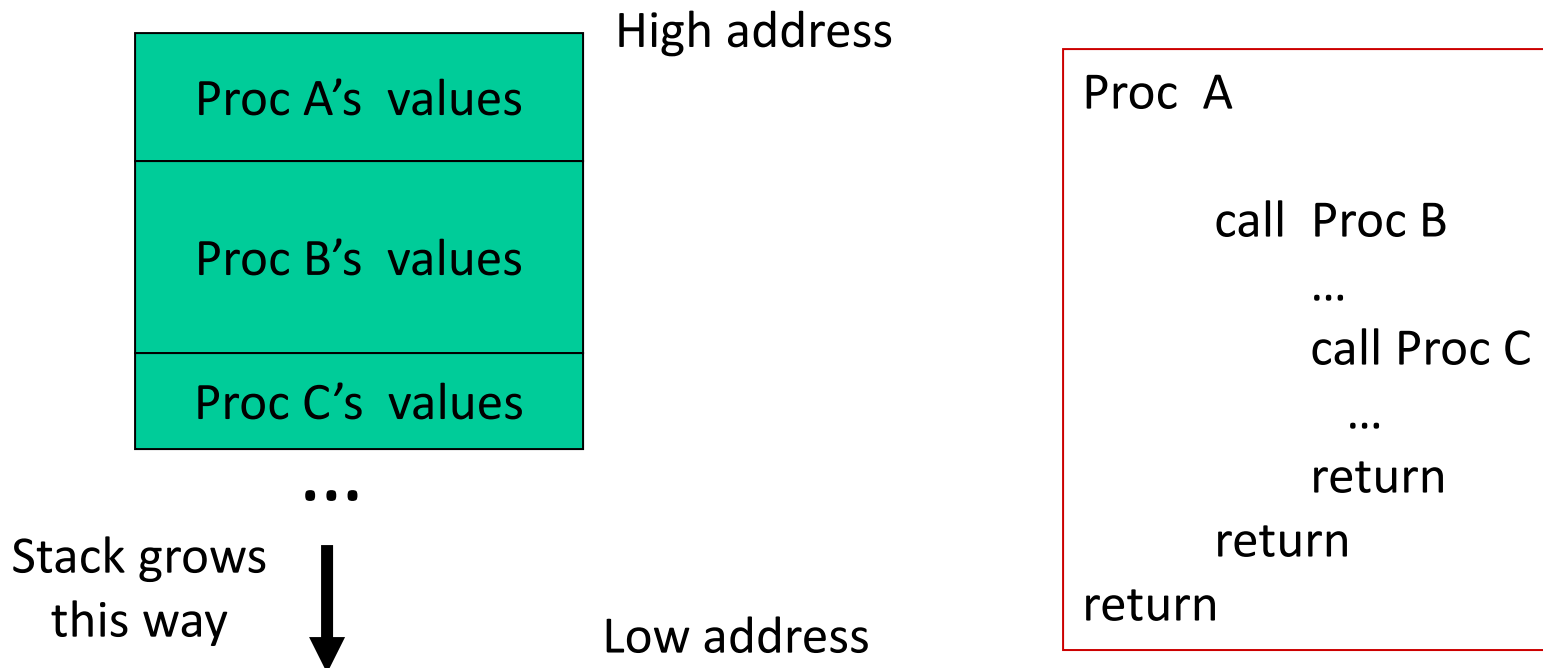 High address
Proc A’s  values
Proc B’s  values
Proc C’s  values
...
Stack grows
this way
Low address
Proc  A
call  Proc B
...
call Proc C
...
return
return
return